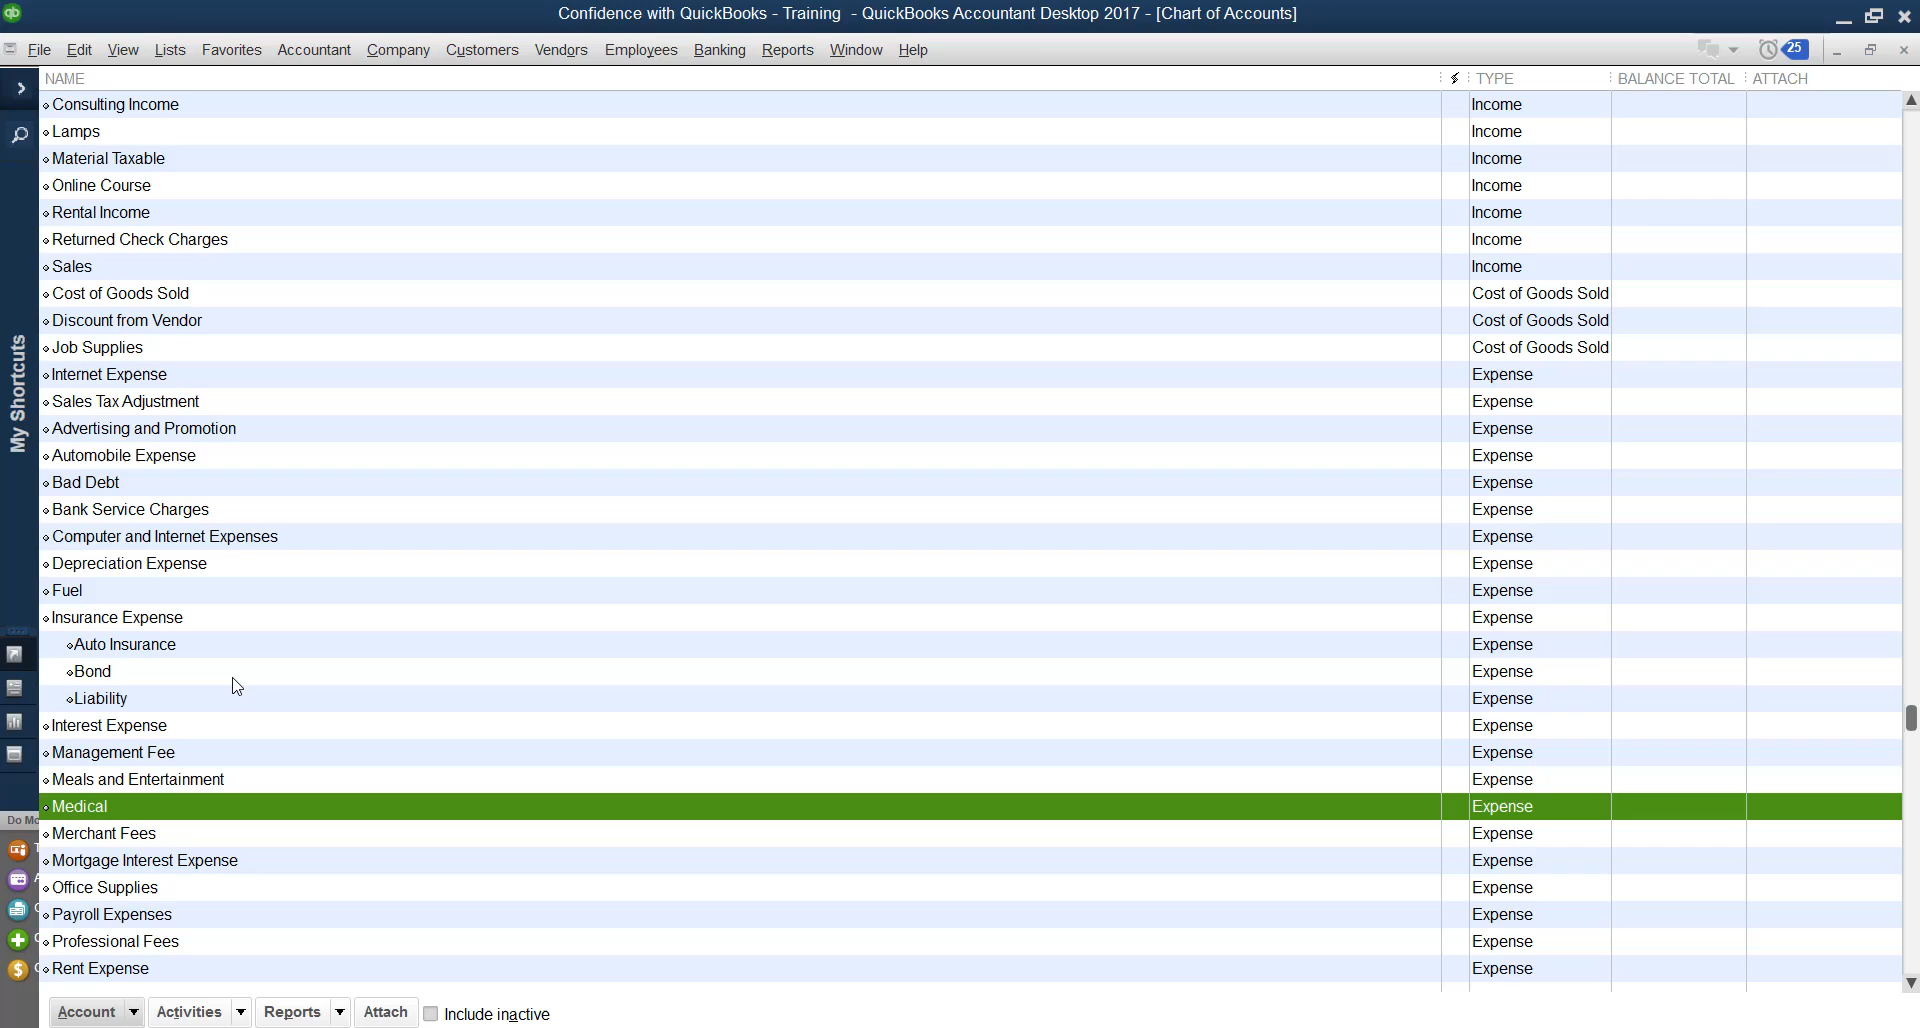 Confidence with QuickBooks - Training - QuickBooks Accountant Desktop 2017 - [Chart of Accounts]
File Edit View Lists Favorites Accountant Company Customers Vendors Employees Banking Reports Window Help 25
NAME TYPE BALANCE TOTAL ATTACH
Consulting Income Income
Lamps Income
Material Taxable Income
Online Course Income
Rental Income Income
Returned Check Charges Income
Sales Income
Cost of Goods Sold Cost of Goods Sold
Discount from Vendor Cost of Goods Sold
Job Supplies Cost of Goods Sold
Internet Expense Expense
Sales Tax Adjustment Expense
Advertising and Promotion Expense
Automobile Expense Expense
Bad Debt Expense
Bank Service Charges Expense
Computer and Internet Expenses Expense
Depreciation Expense Expense
Fuel Expense
Insurance Expense Expense
Auto Insurance Expense
Bond Expense
Liability Expense
Interest Expense Expense
Management Fee Expense
Meals and Entertainment Expense
Medical Expense
Merchant Fees Expense
Mortgage Interest Expense Expense
Office Supplies Expense
Payroll Expenses Expense
Professional Fees Expense
Rent Expense Expense
My Shortcuts
Do Mo
Account Activities Reports Attach Include inactive